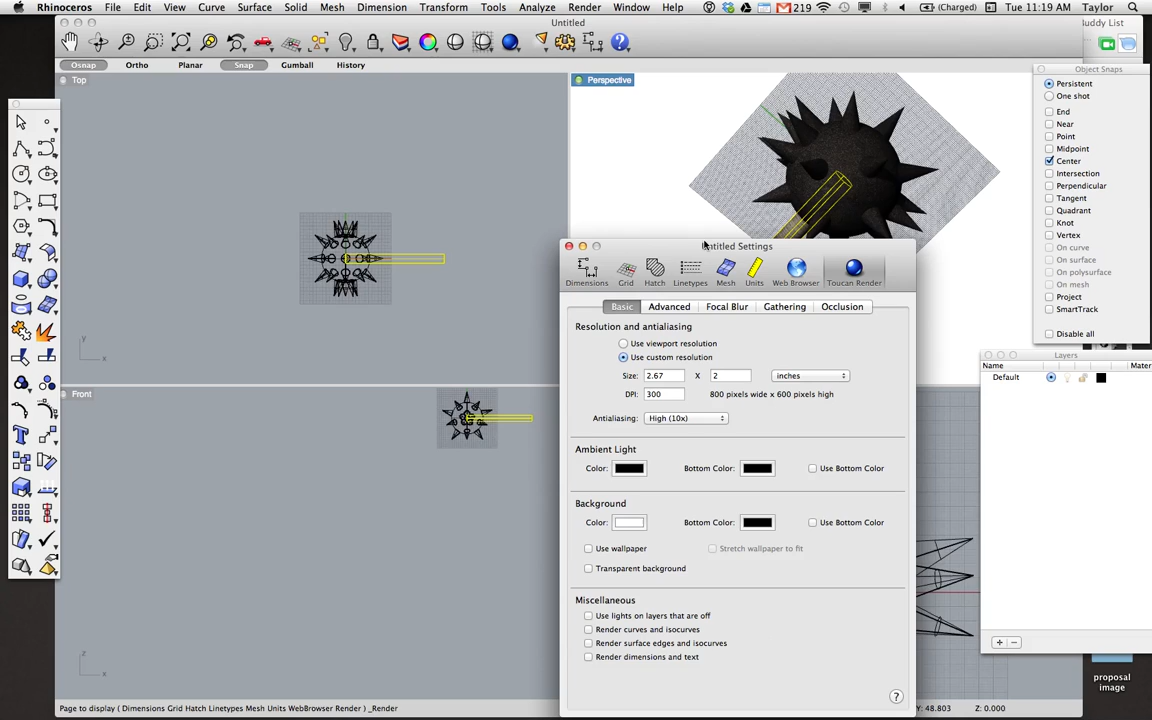 Rhinoceros File Edit View Curve Surface Solid Mesh Dimension Transform Tools Analyze Render Window Help 219 (Charged) Tue 11:19 AM Taylor
Untitled
Buddy List
Osnap Ortho Planar Snap Gumball History
Top
Perspective
Object Snaps
Persistent
One shot
End
Near
Point
Midpoint
Center
Intersection
Perpendicular
Tangent
Quadrant
Knot
Vertex
On curve
On surface
On polysurface
On mesh
Project
SmartTrack
Disable all
y
x
Untitled Settings
Dimensions Grid Hatch Linetypes Mesh Units Web Browser Toucan Render
Basic Advanced Focal Blur Gathering Occlusion
Resolution and antialiasing
Use viewport resolution
Use custom resolution
Size: 2.67 X 2 inches
DPI: 300 800 pixels wide x 600 pixels high
Antialiasing: High (10x)
Ambient Light
Color: Bottom Color: Use Bottom Color
Background
Color: Bottom Color: Use Bottom Color
Use wallpaper Stretch wallpaper to fit
Transparent background
Miscellaneous
Use lights on layers that are off
Render curves and isocurves
Render surface edges and isocurves
Render dimensions and text
?
Layers
Name Mater
Default
Front
z
x
proposal
image
Page to display ( Dimensions Grid Hatch Linetypes Mesh Units WebBrowser Render ) _Render
Y: 48.803 Z: 0.000